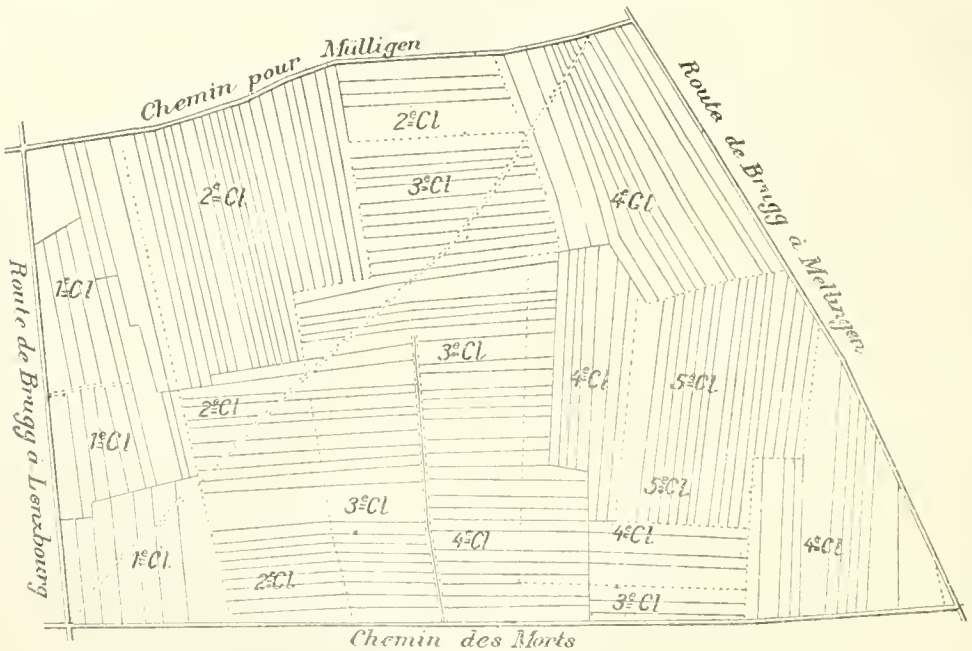 Chemin pour Mülligen
Route de Brugg à Mellingen
Route de Brugg à Lenzbourg
2e Cl
2e Cl
3e Cl
4e Cl
1e Cl
3e Cl
2e Cl
4e Cl
5e Cl
1e Cl
3e Cl
5e Cl
1e Cl
2e Cl
4e Cl
4e Cl
4e Cl
3e Cl
Chemin des Morts